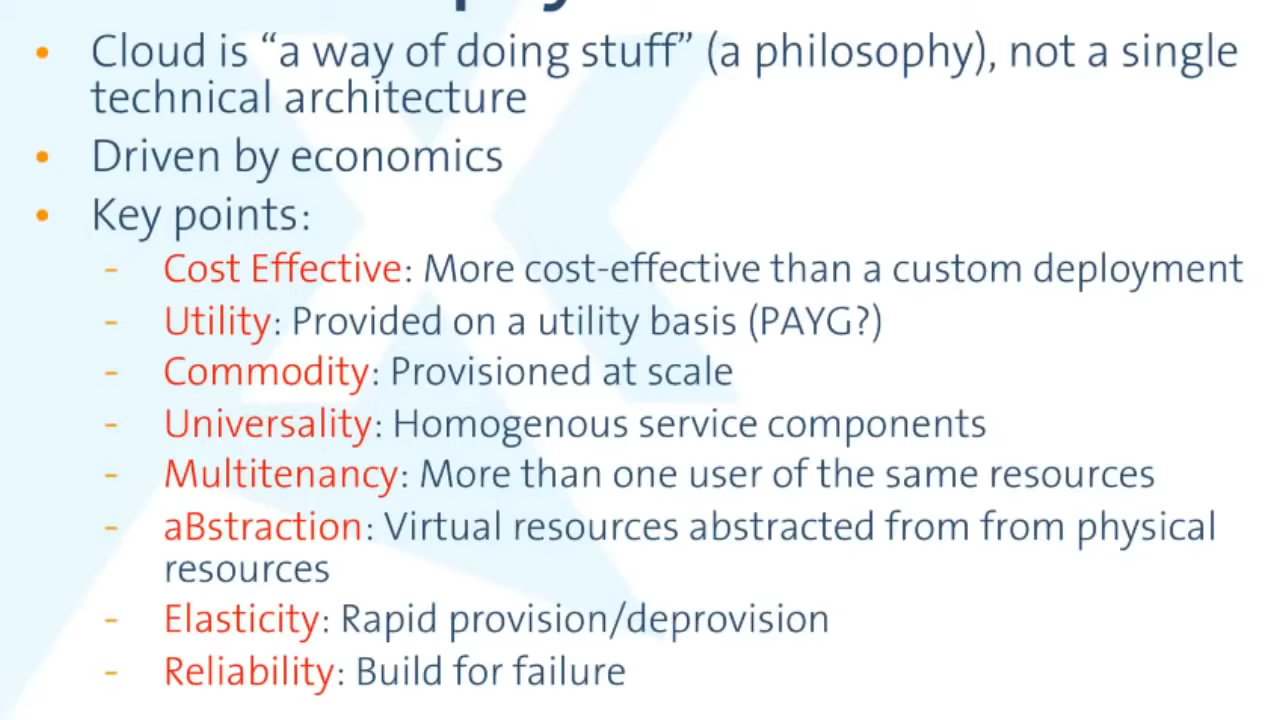 • Cloud is “a way of doing stuff” (a philosophy), not a single
technical architecture
• Driven by economics
• Key points:
- Cost Effective: More cost-effective than a custom deployment
- Utility: Provided on a utility basis (PAYG?)
- Commodity: Provisioned at scale
- Universality: Homogenous service components
- Multitenancy: More than one user of the same resources
- aBstraction: Virtual resources abstracted from from physical
resources
- Elasticity: Rapid provision/deprovision
- Reliability: Build for failure